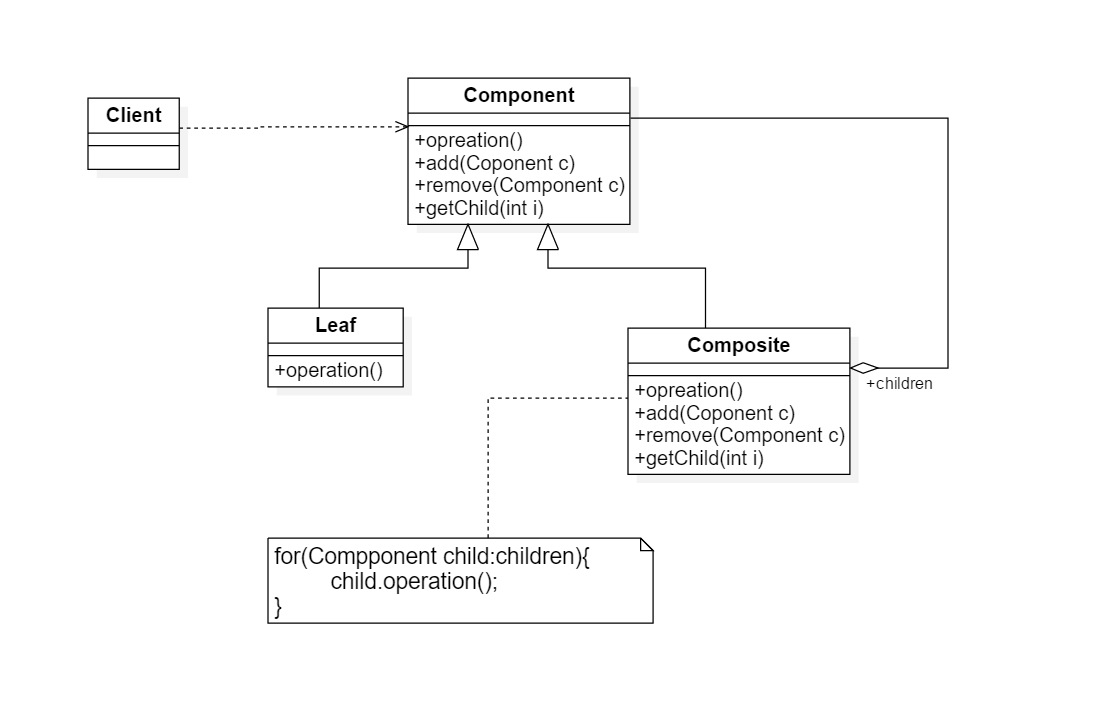 Client
Component
+opreation()
+add(Coponent c)
+remove(Component c)
+getChild(int i)
Leaf
+operation()
Composite
+opreation()
+add(Coponent c)
+remove(Component c)
+getChild(int i)
+children
for(Compponent child:children){
child.operation();
}